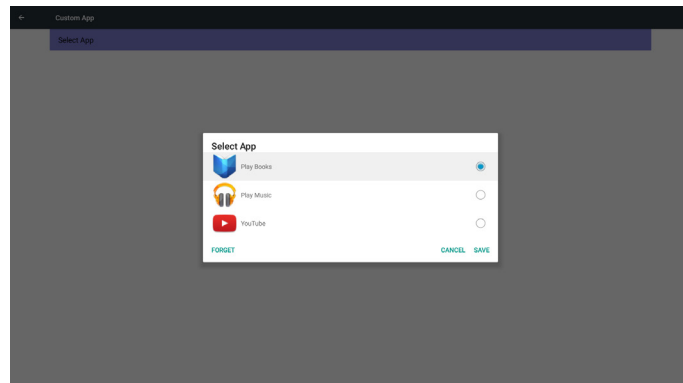 Custom App
Select App
Select App
Play Books
Play Music
YouTube
FORGET
CANCEL SAVE